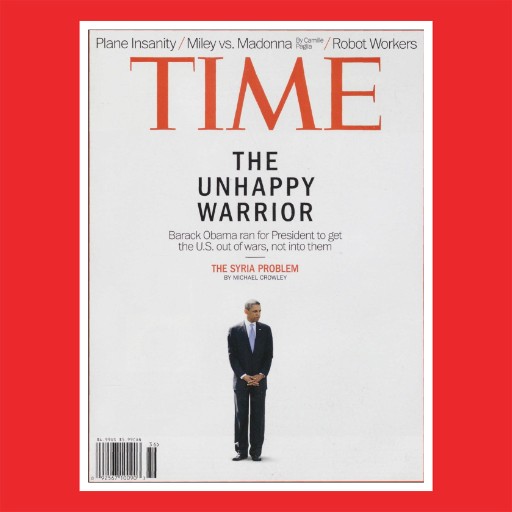 Plane Insanity / Miley vs. Madonna By Camille Paglia / Robot Workers
TIME
THE
UNHAPPY
WARRIOR
Barack Obama ran for President to get
the U.S. out of wars, not into them
THE SYRIA PROBLEM
BY MICHAEL CROWLEY
36>